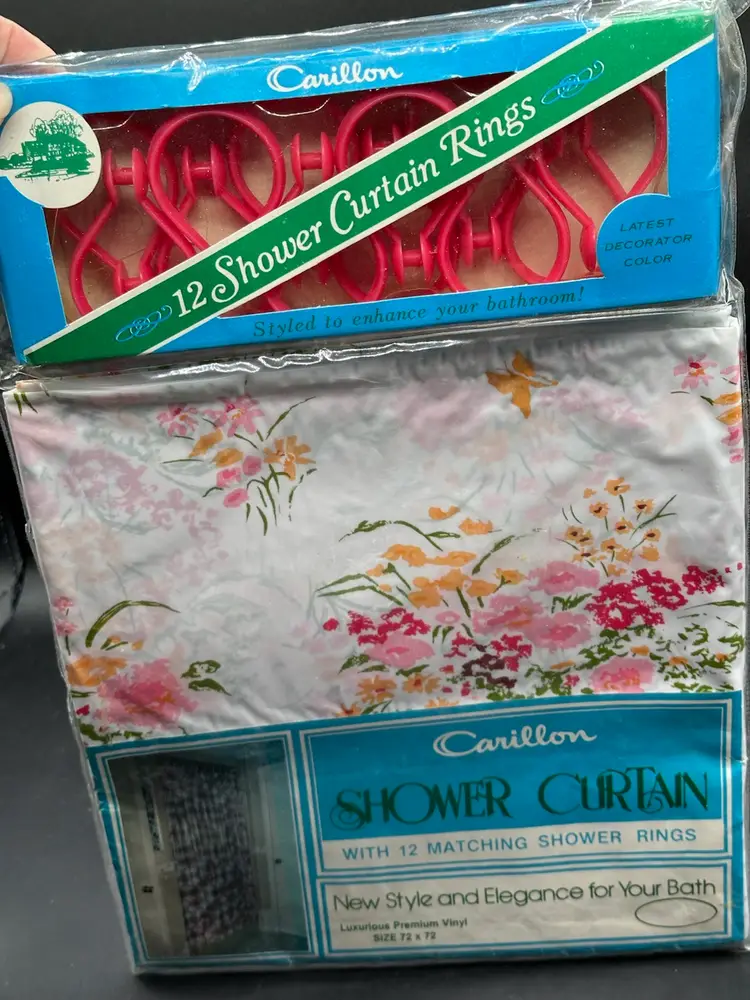 Carillon
12 Shower Curtain Rings
LATEST
DECORATOR
COLOR
Styled to enhance your bathroom!
Carillon
SHOWER CURTAIN
WITH 12 MATCHING SHOWER RINGS
New Style and Elegance for Your Bath
Luxurious Premium Vinyl
SIZE 72 x 72